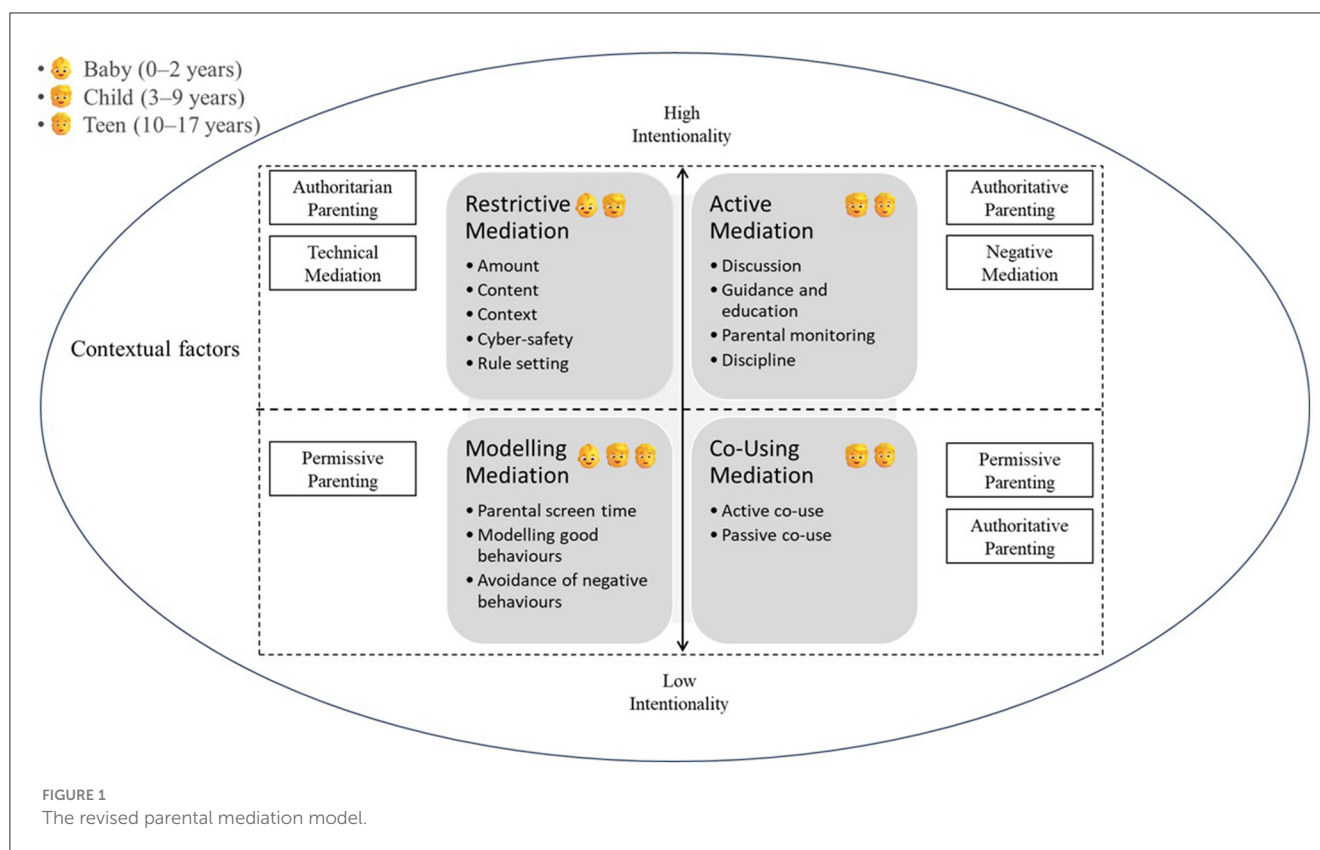 • Baby (0–2 years)
• Child (3–9 years)
• Teen (10–17 years)
High
Intentionality
Authoritarian
Parenting
Technical
Mediation
Restrictive
Mediation
• Amount
• Content
• Context
• Cyber-safety
• Rule setting
Active
Mediation
• Discussion
• Guidance and
education
• Parental monitoring
• Discipline
Authoritative
Parenting
Negative
Mediation
Contextual factors
Permissive
Parenting
Modelling
Mediation
• Parental screen time
• Modelling good
behaviours
• Avoidance of negative
behaviours
Co-Using
Mediation
• Active co-use
• Passive co-use
Permissive
Parenting
Authoritative
Parenting
Low
Intentionality
FIGURE 1
The revised parental mediation model.